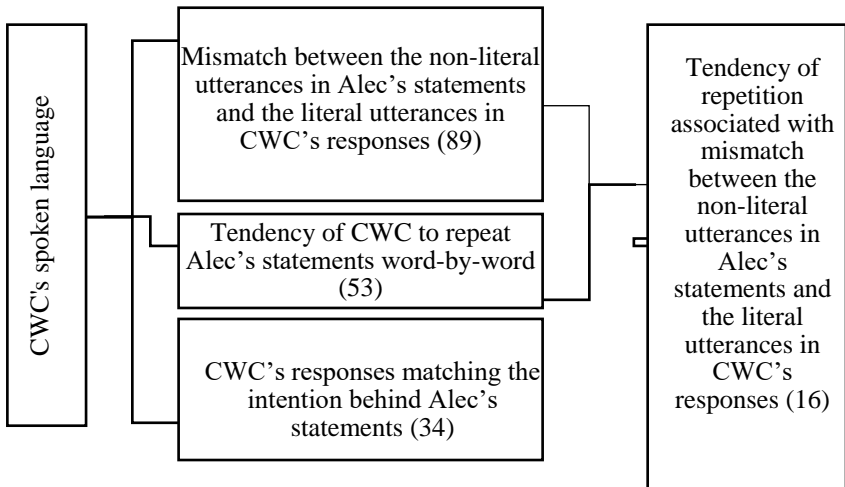 CWC's spoken language
Mismatch between the non-literal
utterances in Alec’s statements
and the literal utterances in
CWC’s responses (89)
Tendency of CWC to repeat
Alec’s statements word-by-word
(53)
CWC’s responses matching the
intention behind Alec’s
statements (34)
Tendency of
repetition
associated with
mismatch
between the
non-literal
utterances in
Alec’s
statements and
the literal
utterances in
CWC’s
responses (16)